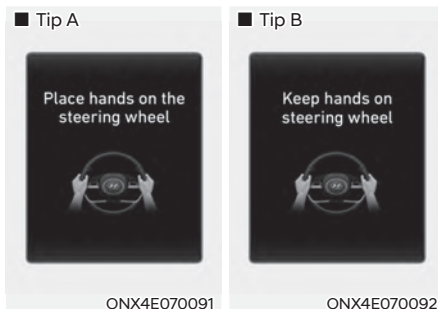 ■ Tip A
Place hands on the
steering wheel
ONX4E070091
■ Tip B
Keep hands on
steering wheel
ONX4E070092